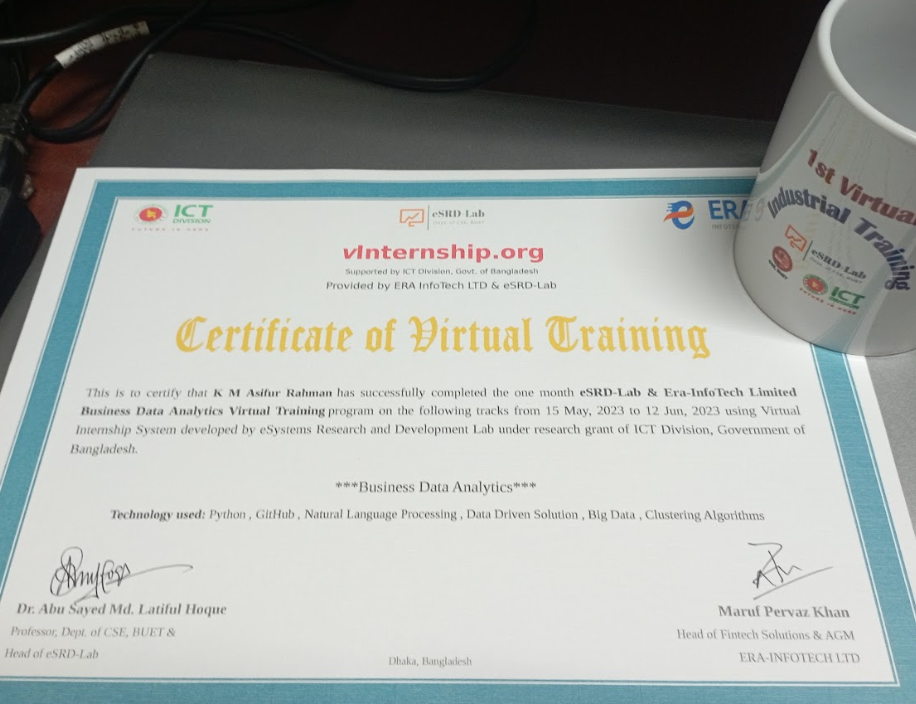 ICT
DIVISION
FUTURE IS HERE
eSRD-Lab
ERA
vInternship.org
Supported by ICT Division, Govt. of Bangladesh
Provided by ERA InfoTech LTD & eSRD-Lab
Certificate of Virtual Training
This is to certify that K M Asifur Rahman has successfully completed the one month eSRD-Lab & Era-InfoTech Limited
Business Data Analytics Virtual Training program on the following tracks from 15 May, 2023 to 12 Jun, 2023 using Virtual
Internship System developed by eSystems Research and Development Lab under research grant of ICT Division, Government of
Bangladesh.
***Business Data Analytics***
Technology used: Python , GitHub , Natural Language Processing , Data Driven Solution , Big Data , Clustering Algorithms
Dr. Abu Sayed Md. Latiful Hoque
Professor, Dept. of CSE, BUET &
Head of eSRD-Lab
Maruf Pervaz Khan
Head of Fintech Solutions & AGM
ERA-INFOTECH LTD
Dhaka, Bangladesh
1st Virtual
Industrial Training
eSRD-Lab
ICT